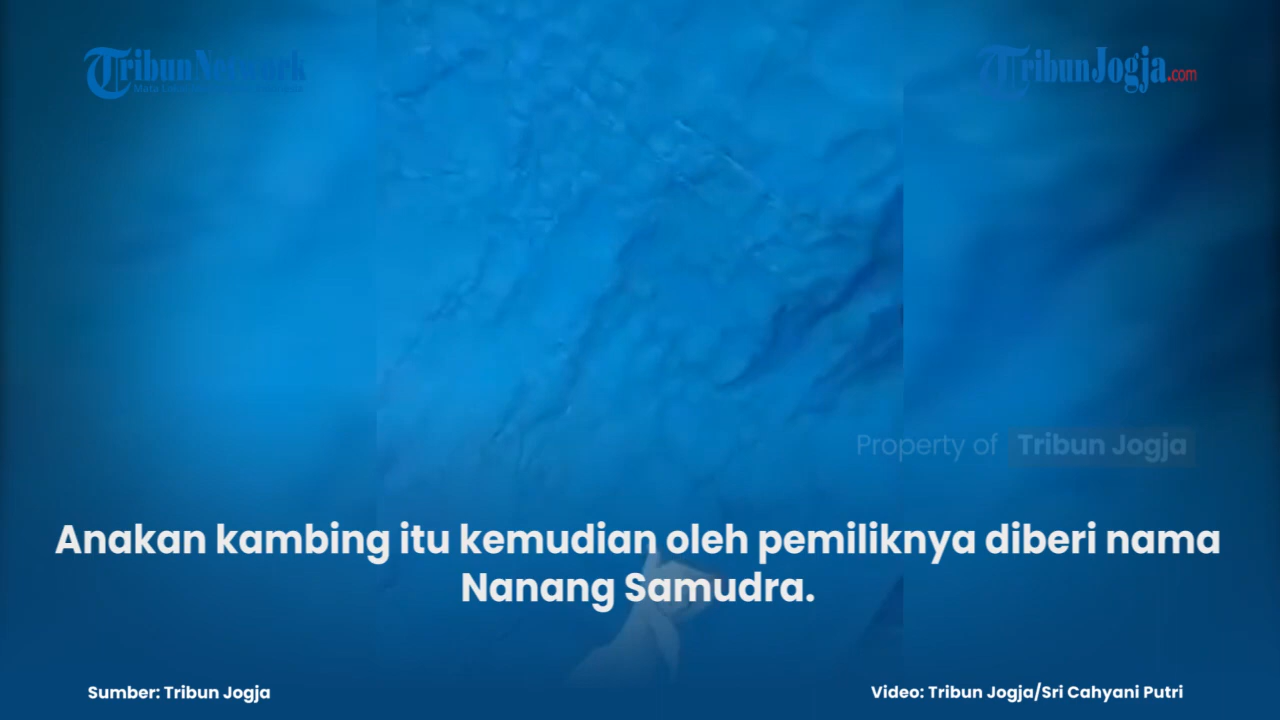 TribunNetwork
TribunJogja.com
Property of Tribun Jogja
Anakan kambing itu kemudian oleh pemiliknya diberi nama
Nanang Samudra.
Sumber: Tribun Jogja
Video: Tribun Jogja/Sri Cahyani Putri